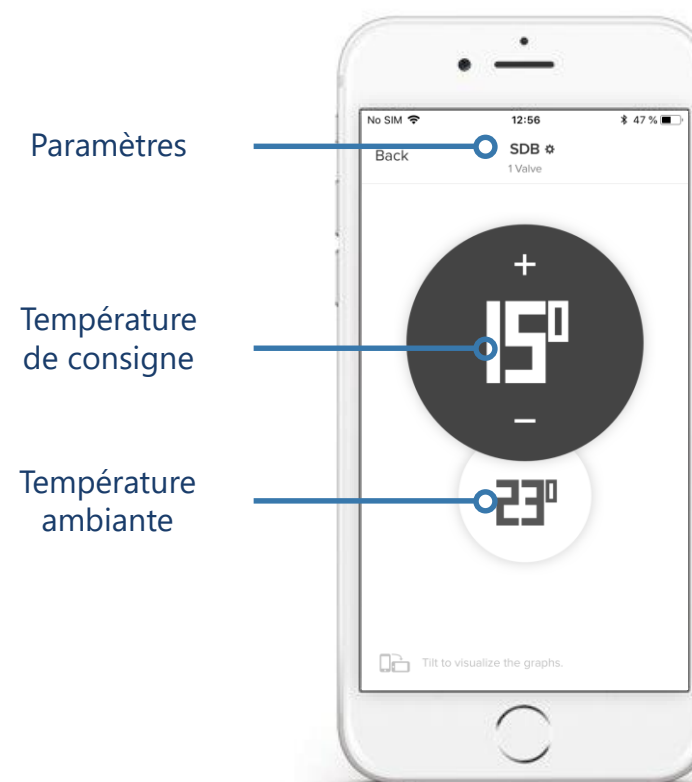 No SIM 12:56 47 %
Paramètres
Back SDB
1 Valve
+
Température
de consigne
15°
−
Température
ambiante
23°
Tilt to visualize the graphs.